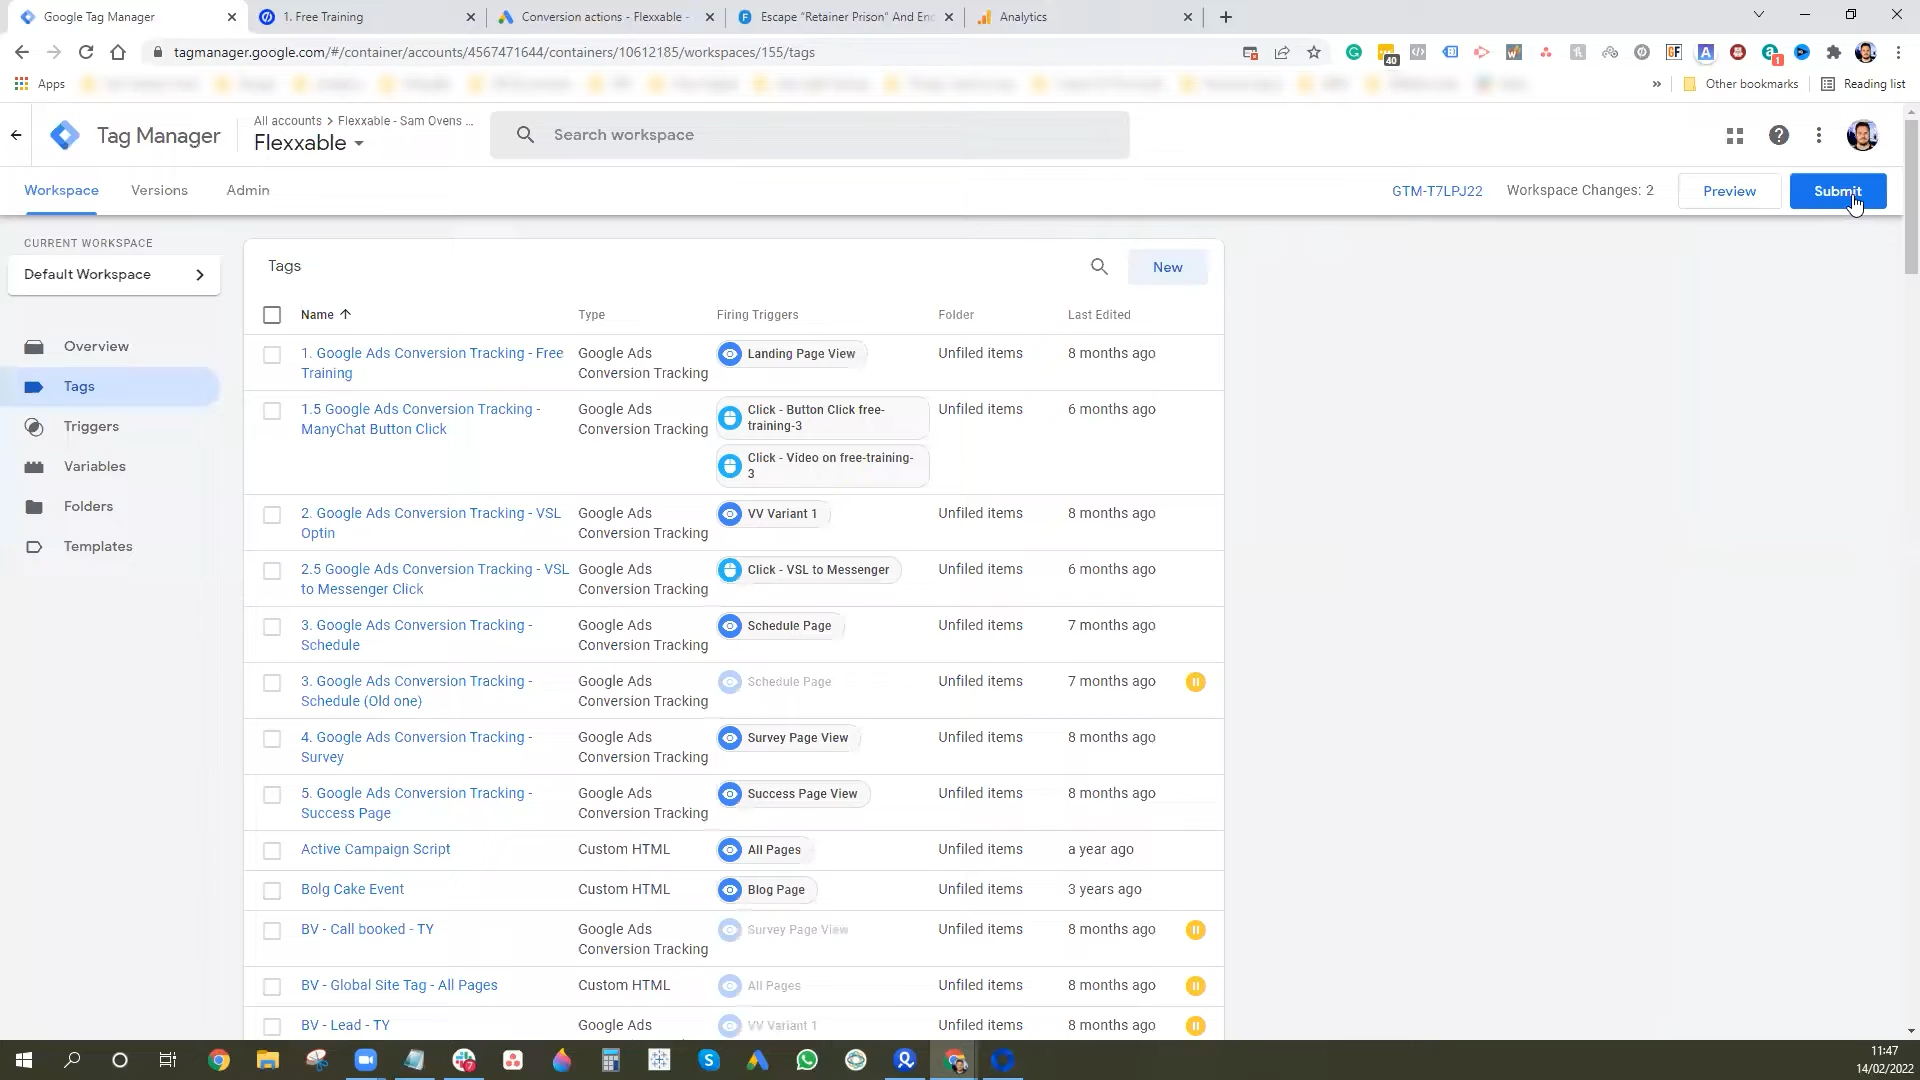 Google Tag Manager
1. Free Training
Conversion actions - Flexxable -
Escape “Retainer Prison” And End
Analytics
tagmanager.google.com/#/container/accounts/4567471644/containers/10612185/workspaces/155/tags
40
1
Apps
»
Other bookmarks
Reading list
Tag Manager
All accounts > Flexxable - Sam Ovens ...
Flexxable
Search workspace
Workspace
Versions
Admin
GTM-T7LPJ22
Workspace Changes: 2
Preview
Submit
CURRENT WORKSPACE
Default Workspace
Overview
Tags
Triggers
Variables
Folders
Templates
Tags
New
Name
Type
Firing Triggers
Folder
Last Edited
1. Google Ads Conversion Tracking - Free
Training
Google Ads
Conversion Tracking
Landing Page View
Unfiled items
8 months ago
1.5 Google Ads Conversion Tracking -
ManyChat Button Click
Google Ads
Conversion Tracking
Click - Button Click free-
training-3
Click - Video on free-training-
3
Unfiled items
6 months ago
2. Google Ads Conversion Tracking - VSL
Optin
Google Ads
Conversion Tracking
VV Variant 1
Unfiled items
8 months ago
2.5 Google Ads Conversion Tracking - VSL
to Messenger Click
Google Ads
Conversion Tracking
Click - VSL to Messenger
Unfiled items
6 months ago
3. Google Ads Conversion Tracking -
Schedule
Google Ads
Conversion Tracking
Schedule Page
Unfiled items
7 months ago
3. Google Ads Conversion Tracking -
Schedule (Old one)
Google Ads
Conversion Tracking
Schedule Page
Unfiled items
7 months ago
4. Google Ads Conversion Tracking -
Survey
Google Ads
Conversion Tracking
Survey Page View
Unfiled items
8 months ago
5. Google Ads Conversion Tracking -
Success Page
Google Ads
Conversion Tracking
Success Page View
Unfiled items
8 months ago
Active Campaign Script
Custom HTML
All Pages
Unfiled items
a year ago
Bolg Cake Event
Custom HTML
Blog Page
Unfiled items
3 years ago
BV - Call booked - TY
Google Ads
Conversion Tracking
Survey Page View
Unfiled items
8 months ago
BV - Global Site Tag - All Pages
Custom HTML
All Pages
Unfiled items
8 months ago
BV - Lead - TY
Google Ads
VV Variant 1
Unfiled items
8 months ago
11:47
14/02/2022